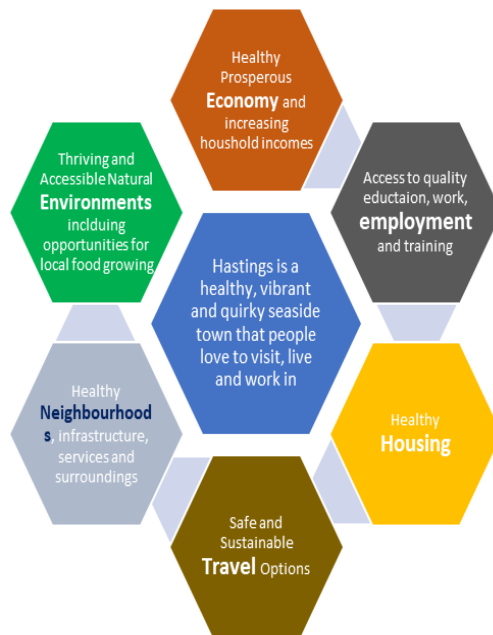 Healthy
Prosperous
Economy and
increasing
houshold incomes
Access to quality
eductaion, work,
employment
and training
Healthy
Housing
Safe and
Sustainable
Travel Options
Healthy
Neighbourhood
s, infrastructure,
services and
surroundings
Thriving and
Accessible Natural
Environments
inclduing
opportunities for
local food growing
Hastings is a
healthy, vibrant
and quirky seaside
town that people
love to visit, live
and work in